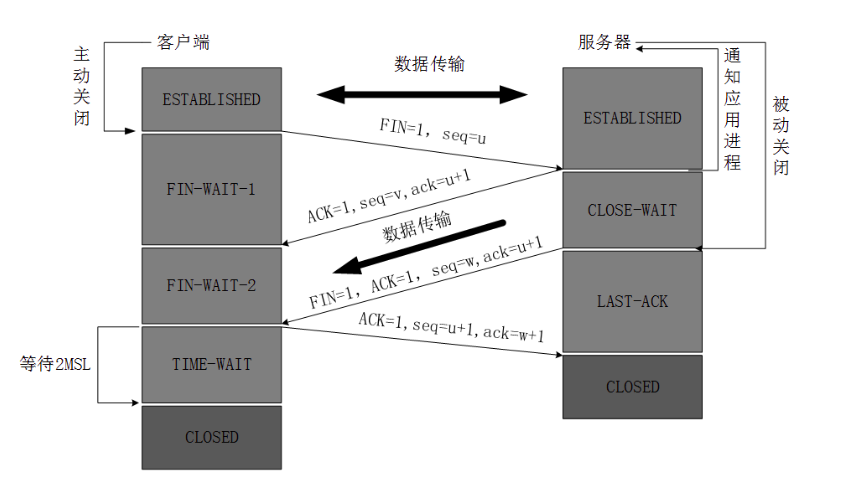 客户端
服务器
主动关闭
数据传输
通知应用进程
被动关闭
ESTABLISHED
ESTABLISHED
FIN=1, seq=u
FIN-WAIT-1
ACK=1,seq=v,ack=u+1
CLOSE-WAIT
数据传输
FIN-WAIT-2
FIN=1, ACK=1, seq=w,ack=u+1
LAST-ACK
ACK=1,seq=u+1,ack=w+1
等待2MSL
TIME-WAIT
CLOSED
CLOSED